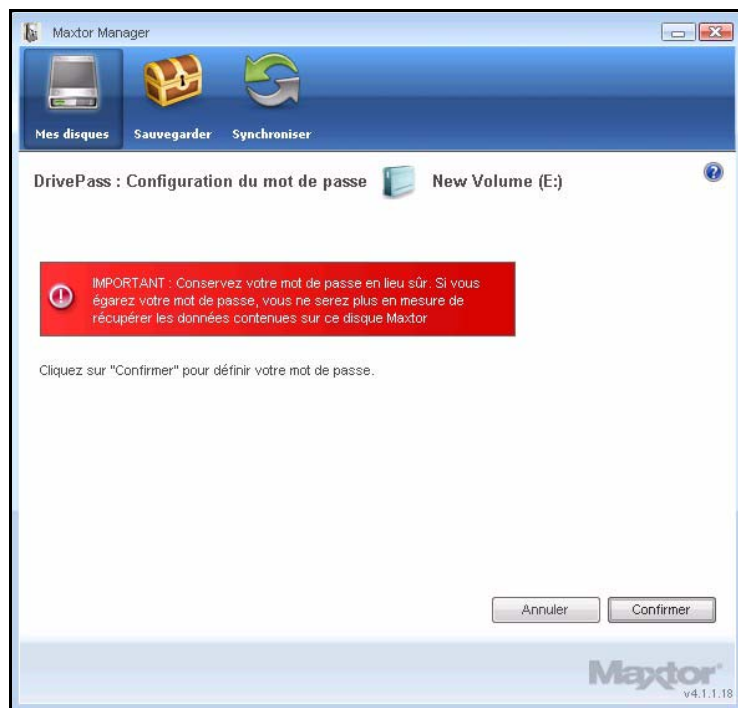 Maxtor Manager
Mes disques Sauvegarder Synchroniser
DrivePass : Configuration du mot de passe New Volume (E:)
IMPORTANT : Conservez votre mot de passe en lieu sûr. Si vous
égarez votre mot de passe, vous ne serez plus en mesure de
récupérer les données contenues sur ce disque Maxtor
Cliquez sur "Confirmer" pour définir votre mot de passe.
Annuler Confirmer
Maxtor
v4.1.1.18